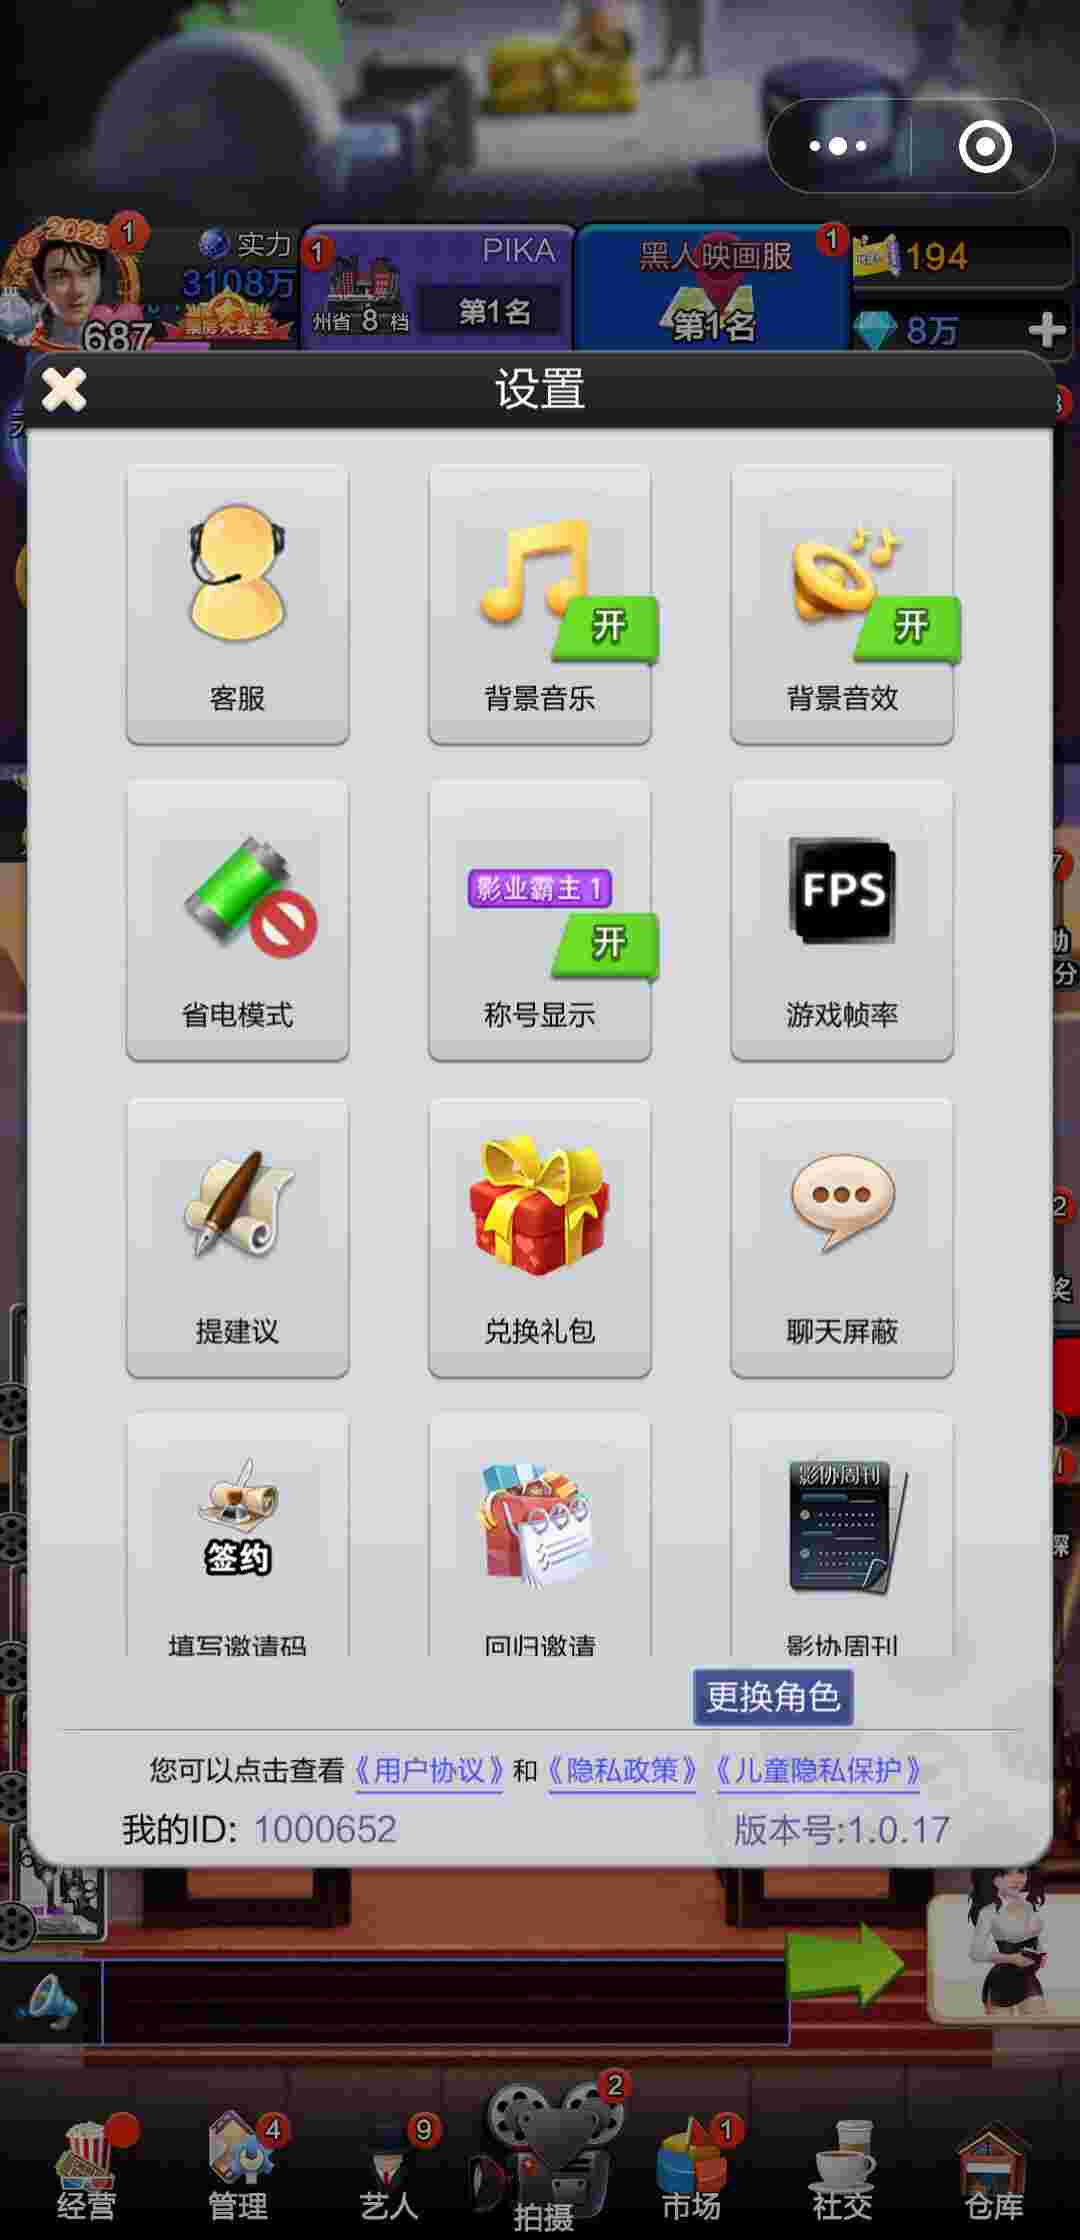 2025
1
实力
1
PIKA
黑人映画服
1
194
3108万
州省 8 档
第1名
第1名
8万
687
设置
客服
开
背景音乐
开
背景音效
省电模式
影业霸主 1
开
称号显示
FPS
游戏帧率
提建议
兑换礼包
聊天屏蔽
签约
填写邀请码
回归邀请
影协周刊
影协周刊
更换角色
您可以点击查看《用户协议》和《隐私政策》《儿童隐私保护》
我的ID: 1000652
版本号:1.0.17
经营
4
管理
9
艺人
2
拍摄
1
市场
社交
仓库